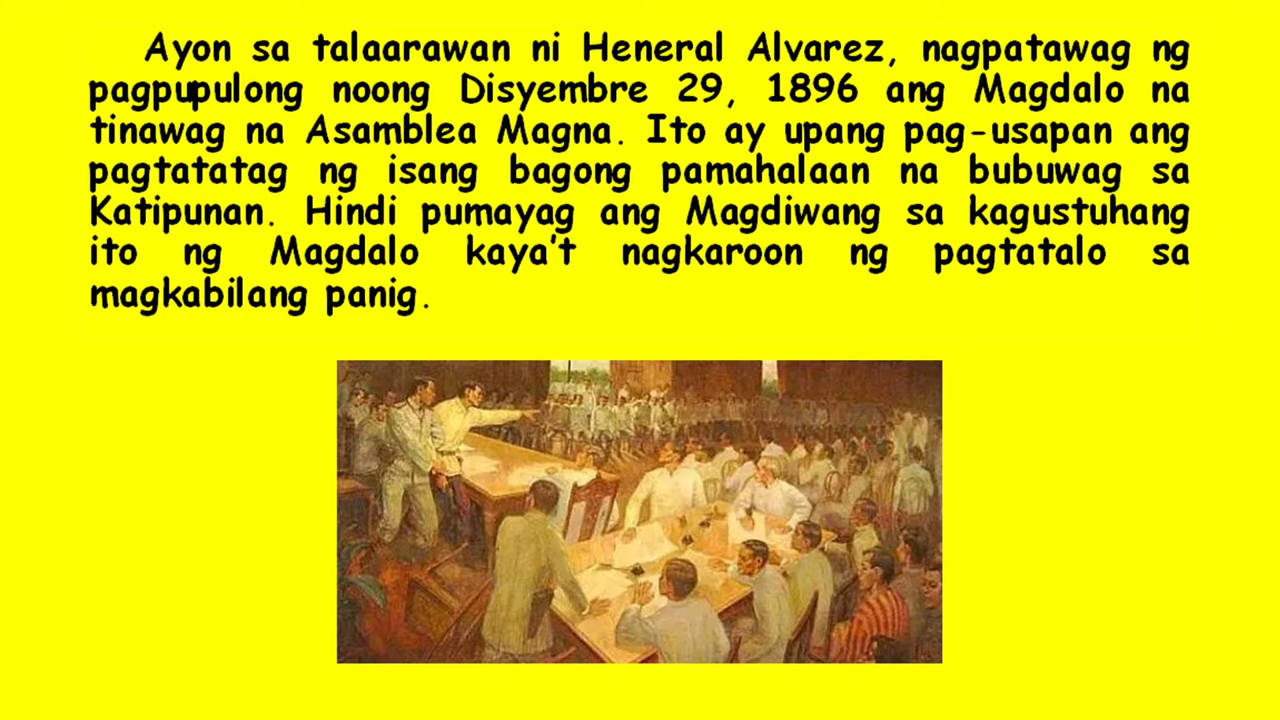 Ayon sa talaarawan ni Heneral Alvarez, nagpatawag ng
pagpupulong noong Disyembre 29, 1896 ang Magdalo na
tinawag na Asamblea Magna. Ito ay upang pag-usapan ang
pagtatatag ng isang bagong pamahalaan na bubuwag sa
Katipunan. Hindi pumayag ang Magdiwang sa kagustuhang
ito ng Magdalo kaya't nagkaroon ng pagtatalo sa
magkabilang panig.